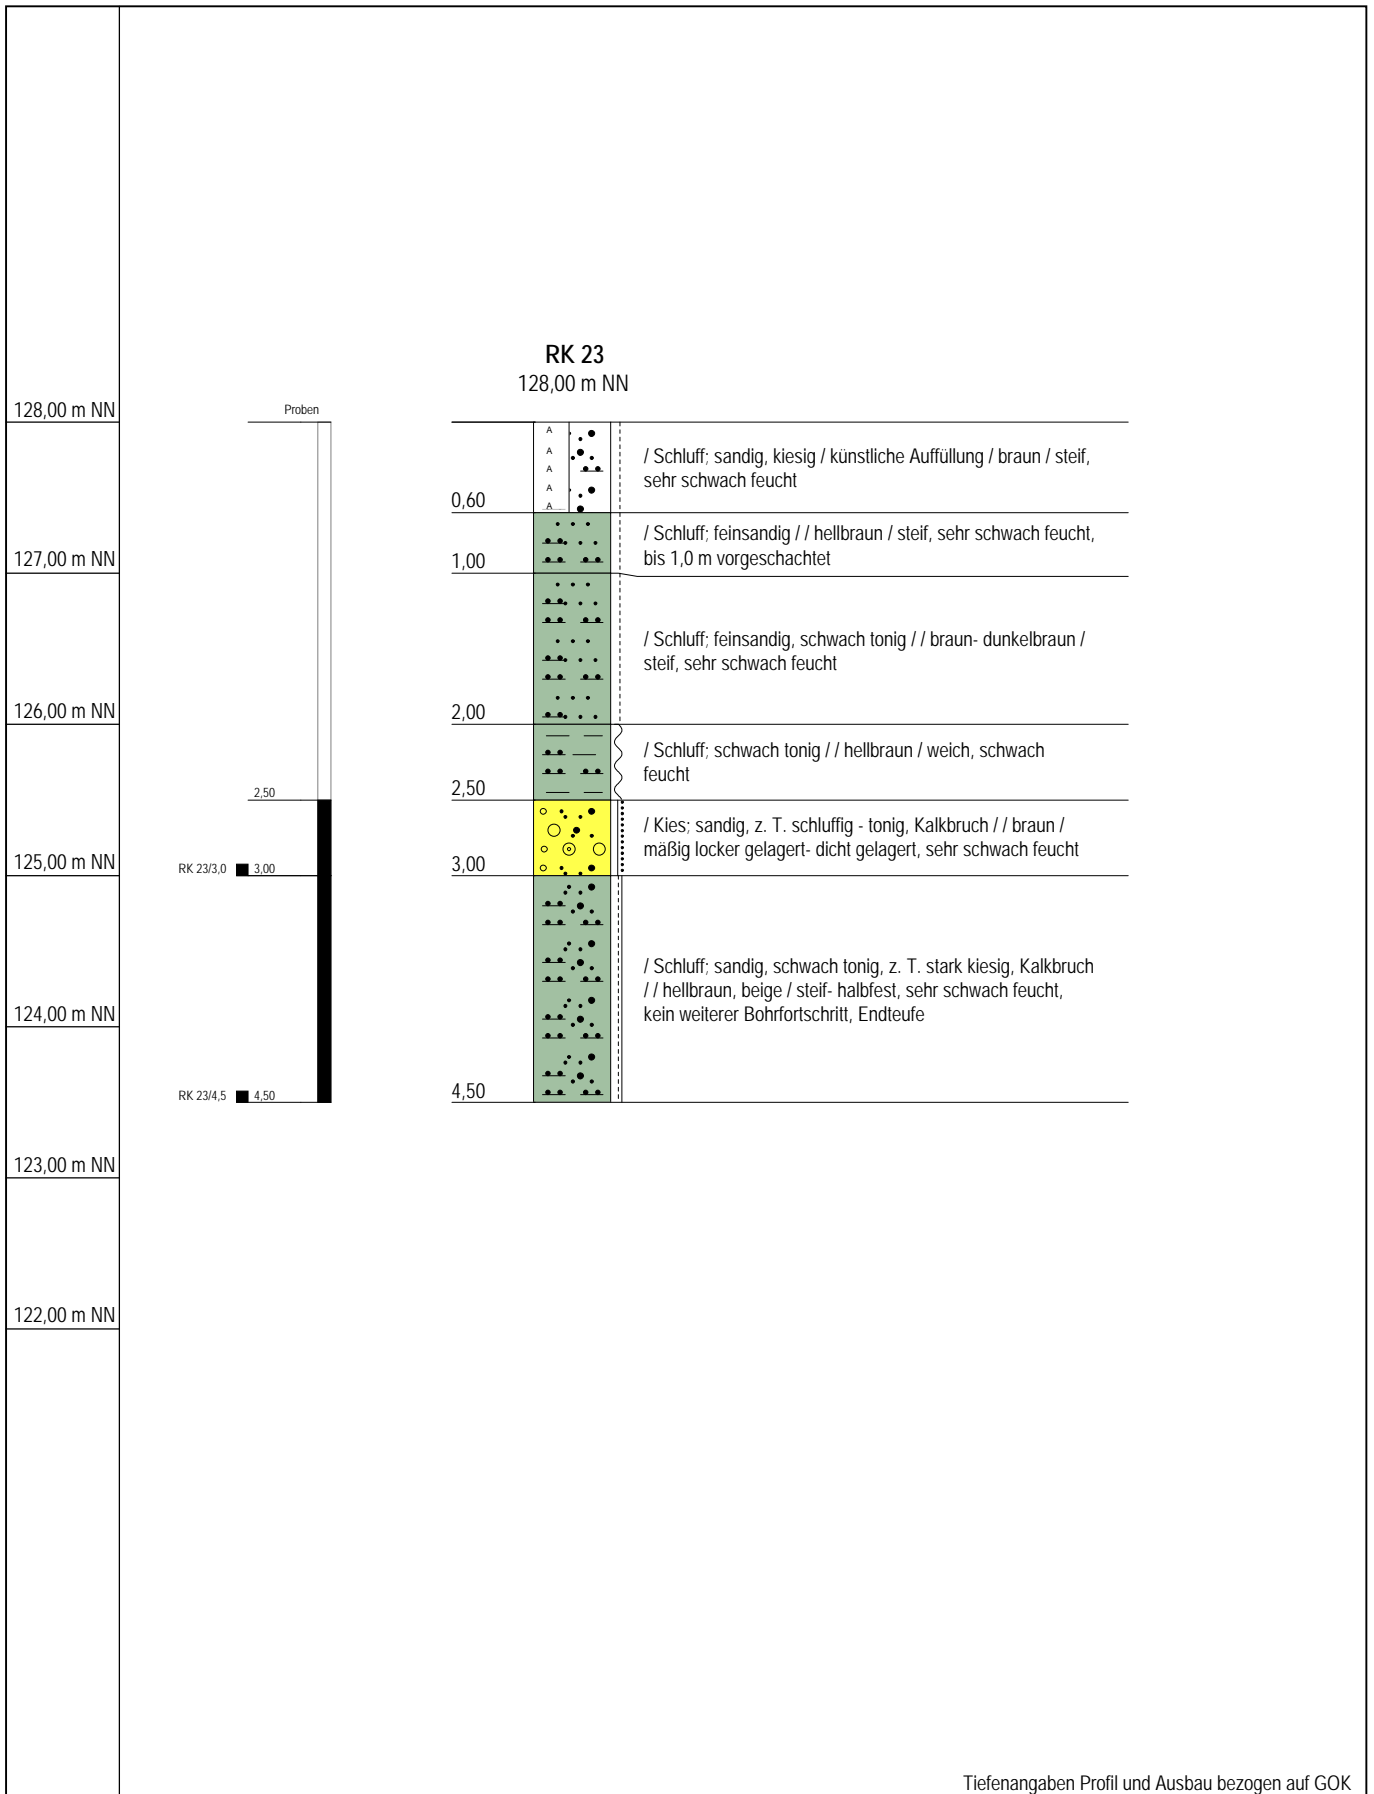 RK 23
128,00 m NN
128,00 m NN
Proben
A
A
A
A
A
/ Schluff; sandig, kiesig / künstliche Auffüllung / braun / steif,
sehr schwach feucht
0,60
/ Schluff; feinsandig / / hellbraun / steif, sehr schwach feucht,
bis 1,0 m vorgeschachtet
127,00 m NN
1,00
/ Schluff; feinsandig, schwach tonig / / braun- dunkelbraun /
steif, sehr schwach feucht
126,00 m NN
2,00
/ Schluff; schwach tonig / / hellbraun / weich, schwach
feucht
2,50
2,50
/ Kies; sandig, z. T. schluffig - tonig, Kalkbruch / / braun /
mäßig locker gelagert- dicht gelagert, sehr schwach feucht
125,00 m NN
RK 23/3,0
3,00
3,00
/ Schluff; sandig, schwach tonig, z. T. stark kiesig, Kalkbruch
/ / hellbraun, beige / steif- halbfest, sehr schwach feucht,
kein weiterer Bohrfortschritt, Endteufe
124,00 m NN
RK 23/4,5
4,50
4,50
123,00 m NN
122,00 m NN
Tiefenangaben Profil und Ausbau bezogen auf GOK